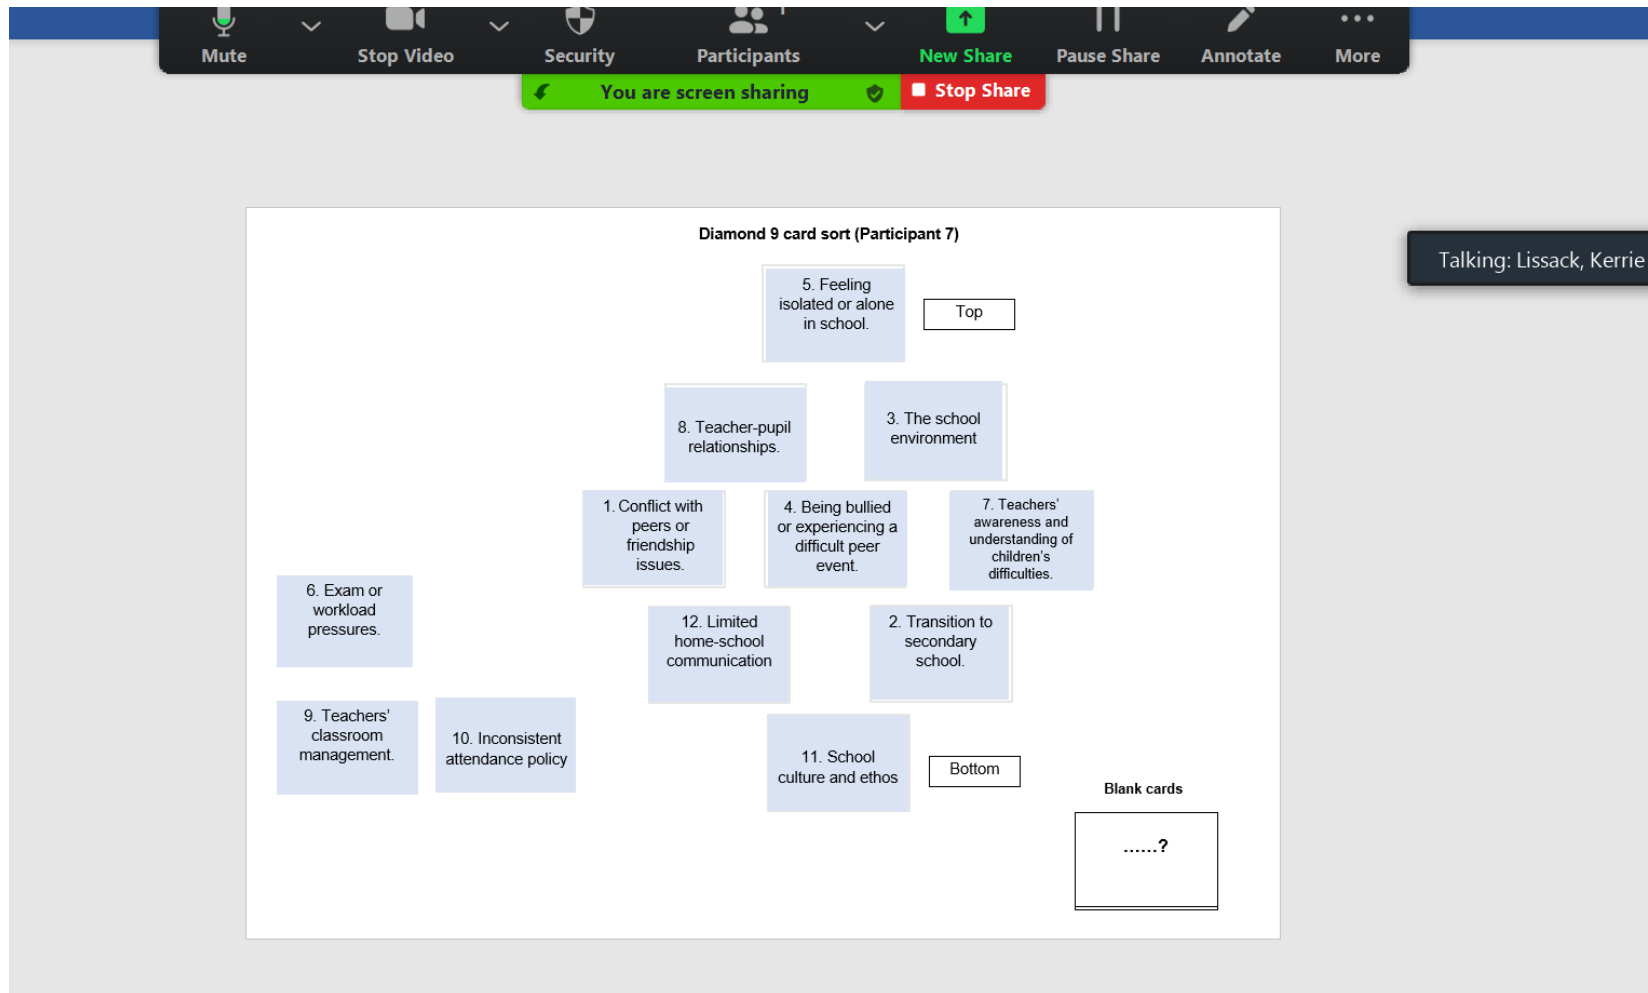 Mute
Stop Video
Security
Participants
New Share
Pause Share
Annotate
More
You are screen sharing
Stop Share
Talking: Lissack, Kerrie
Diamond 9 card sort (Participant 7)
5. Feeling
isolated or alone
in school.
Top
8. Teacher-pupil
relationships.
3. The school
environment
1. Conflict with
peers or
friendship
issues.
4. Being bullied
or experiencing a
difficult peer
event.
7. Teachers’
awareness and
understanding of
children’s
difficulties.
6. Exam or
workload
pressures.
12. Limited
home-school
communication
2. Transition to
secondary
school.
9. Teachers’
classroom
management.
10. Inconsistent
attendance policy
11. School
culture and ethos
Bottom
Blank cards
......?